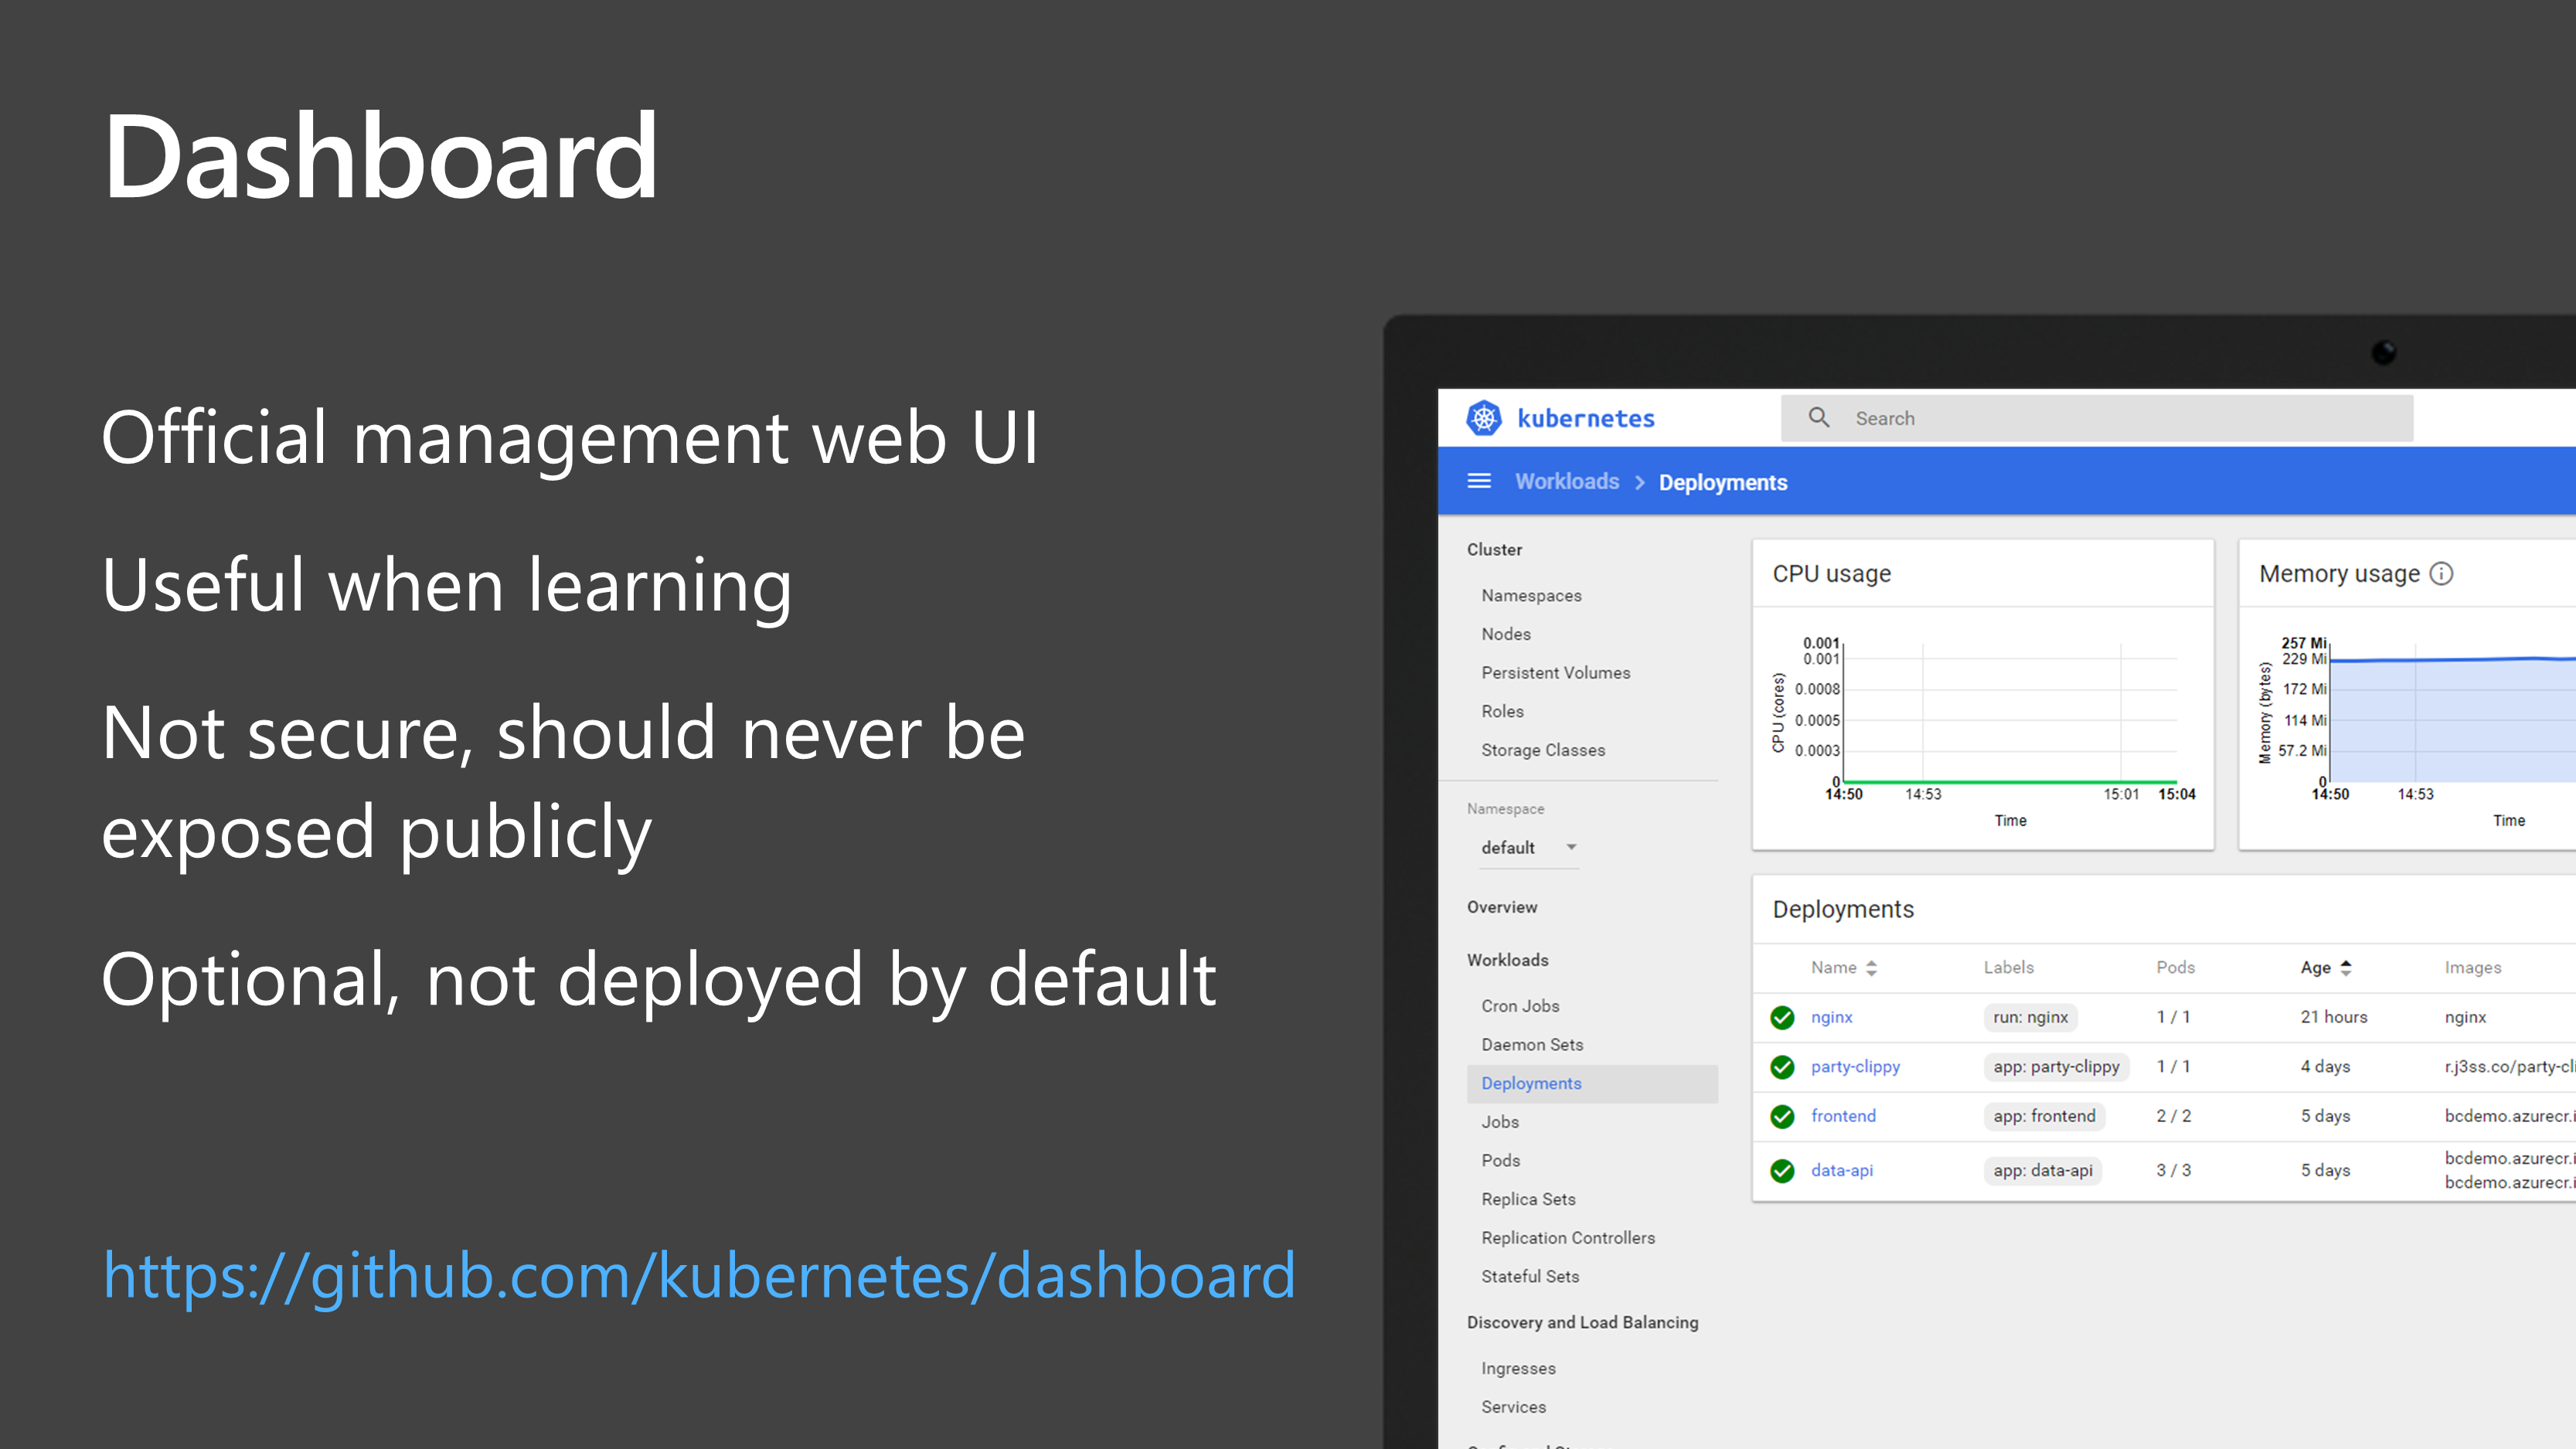 Dashboard
Official management web UI
Useful when learning
Not secure, should never be
exposed publicly
Optional, not deployed by default
https://github.com/kubernetes/dashboard
kubernetes
Search
Workloads > Deployments
Cluster
Namespaces
Nodes
Persistent Volumes
Roles
Storage Classes
Namespace
default
Overview
Workloads
Cron Jobs
Daemon Sets
Deployments
Jobs
Pods
Replica Sets
Replication Controllers
Stateful Sets
Discovery and Load Balancing
Ingresses
Services
CPU usage
CPU (cores)
0.001
0.001
0.0008
0.0005
0.0003
0
14:50 14:53 15:01 15:04
Time
Memory usage
Memory (bytes)
257 Mi
229 Mi
172 Mi
114 Mi
57.2 Mi
0
14:50 14:53
Time
Deployments
Name Labels Pods Age Images
nginx run: nginx 1 / 1 21 hours nginx
party-clippy app: party-clippy 1 / 1 4 days r.j3ss.co/party-cl
frontend app: frontend 2 / 2 5 days bcdemo.azurecr.i
data-api app: data-api 3 / 3 5 days bcdemo.azurecr.i
bcdemo.azurecr.i